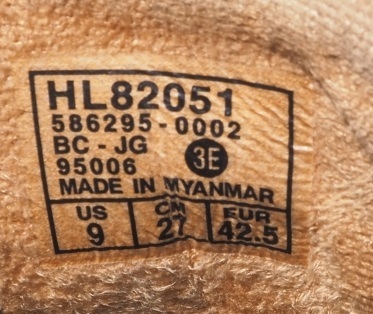 HL82051
586295-0002
BC-JG
95006 3E
MADE IN MYANMAR
US CM EUR
9 27 42.5